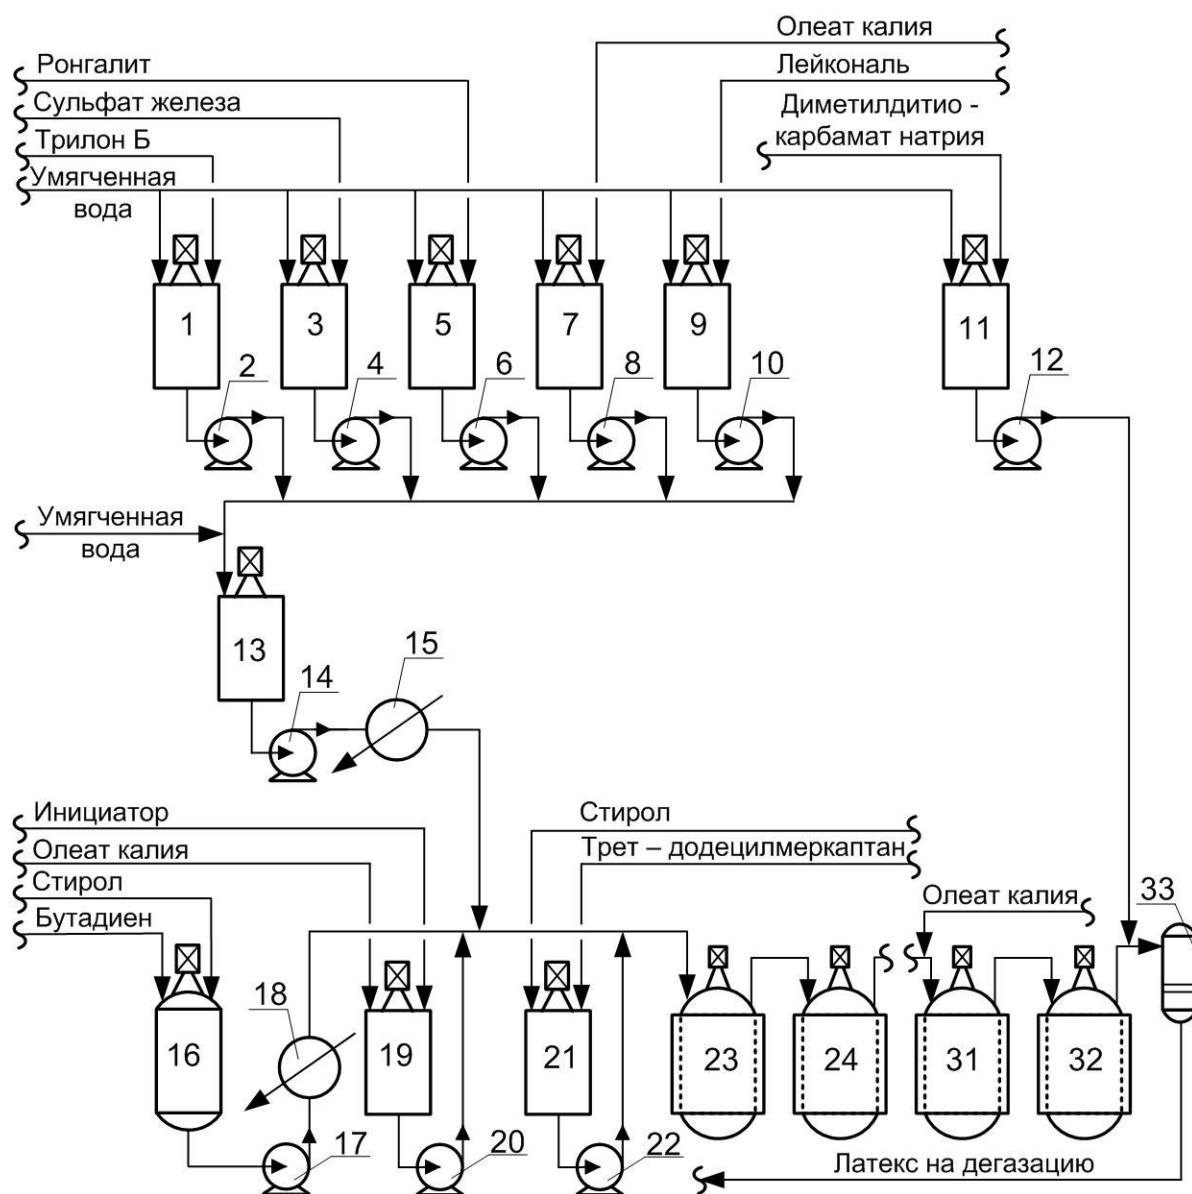 Олеат калия
Ронгалит
Лейкональ
Сульфат железа
Диметилдитио -
карбамат натрия
Трилон Б
Умягченная
вода
1
3
5
7
9
11
2
4
6
8
10
12
Умягченная
вода
13
14
15
Инициатор
Стирол
Олеат калия
Трет – додецилмеркаптан
Стирол
Олеат калия
33
Бутадиен
18
16
19
21
23
24
31
32
17
20
22
Латекс на дегазацию